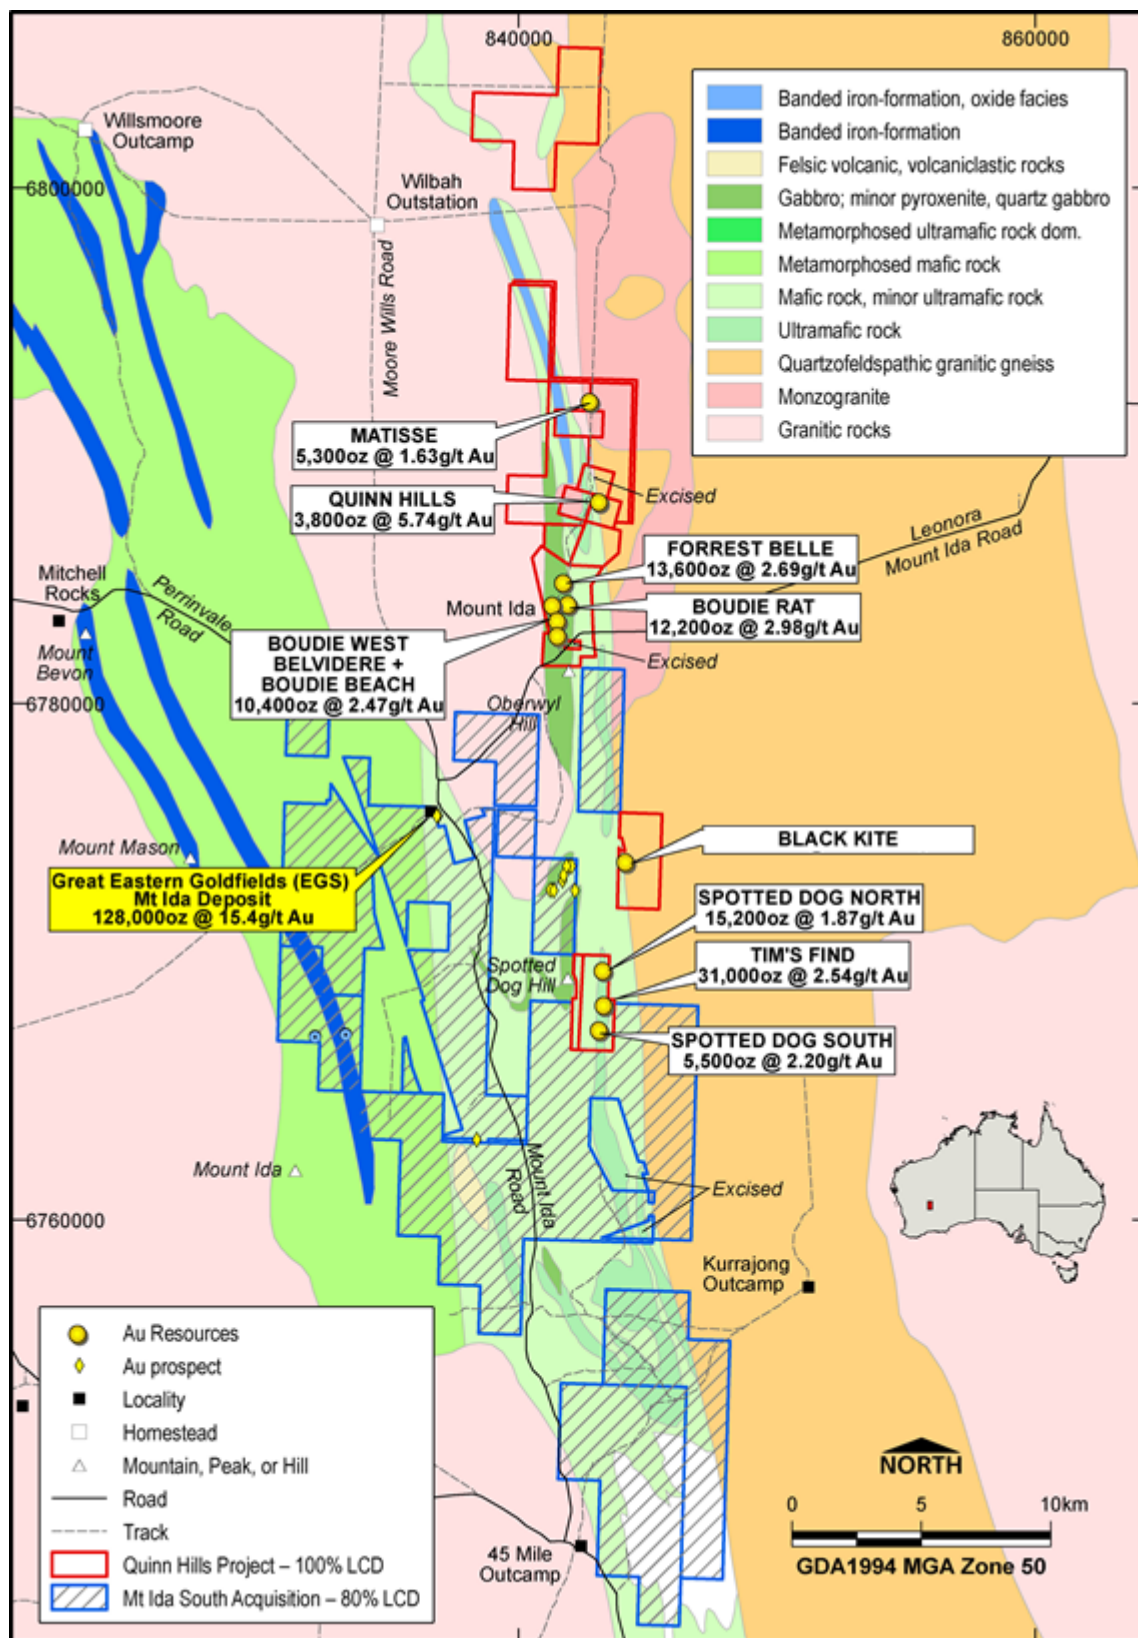 840000
860000
Banded iron-formation, oxide facies
Banded iron-formation
Felsic volcanic, volcaniclastic rocks
Gabbro; minor pyroxenite, quartz gabbro
Metamorphosed ultramafic rock dom.
Metamorphosed mafic rock
Mafic rock, minor ultramafic rock
Ultramafic rock
Quartzofeldspathic granitic gneiss
Monzogranite
Granitic rocks
Willsmoore
Outcamp
6800000
Wilbah
Outstation
Moore Wills Road
MATISSE
5,300oz @ 1.63g/t Au
QUINN HILLS
3,800oz @ 5.74g/t Au
Excised
Leonora
Mount Ida Road
FORREST BELLE
13,600oz @ 2.69g/t Au
Mitchell
Rocks
Perrinvale
Road
Mount Ida
BOUDIE RAT
12,200oz @ 2.98g/t Au
Mount
Bevon
BOUDIE WEST
BELVIDERE +
BOUDIE BEACH
10,400oz @ 2.47g/t Au
Excised
6780000
Oberwyl
Hill
Mount Mason
BLACK KITE
Great Eastern Goldfields (EGS)
Mt Ida Deposit
128,000oz @ 15.4g/t Au
SPOTTED DOG NORTH
15,200oz @ 1.87g/t Au
Spotted
Dog Hill
TIM'S FIND
31,000oz @ 2.54g/t Au
SPOTTED DOG SOUTH
5,500oz @ 2.20g/t Au
Mount Ida
Mount Ida
Road
Excised
6760000
Kurrajong
Outcamp
Au Resources
Au prospect
Locality
Homestead
Mountain, Peak, or Hill
Road
Track
Quinn Hills Project – 100% LCD
Mt Ida South Acquisition – 80% LCD
45 Mile
Outcamp
NORTH
0 5 10km
GDA1994 MGA Zone 50